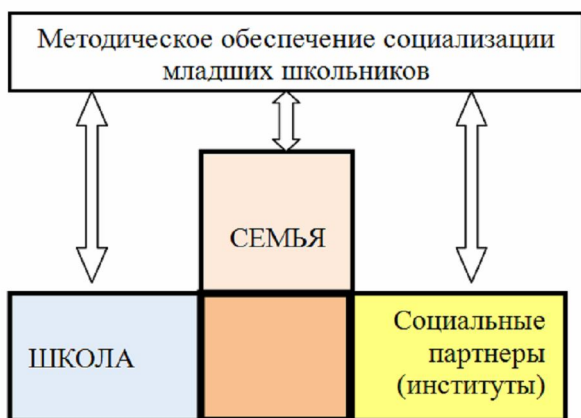 Методическое обеспечение социализации
младших школьников
СЕМЬЯ
ШКОЛА
Социальные
партнеры
(институты)